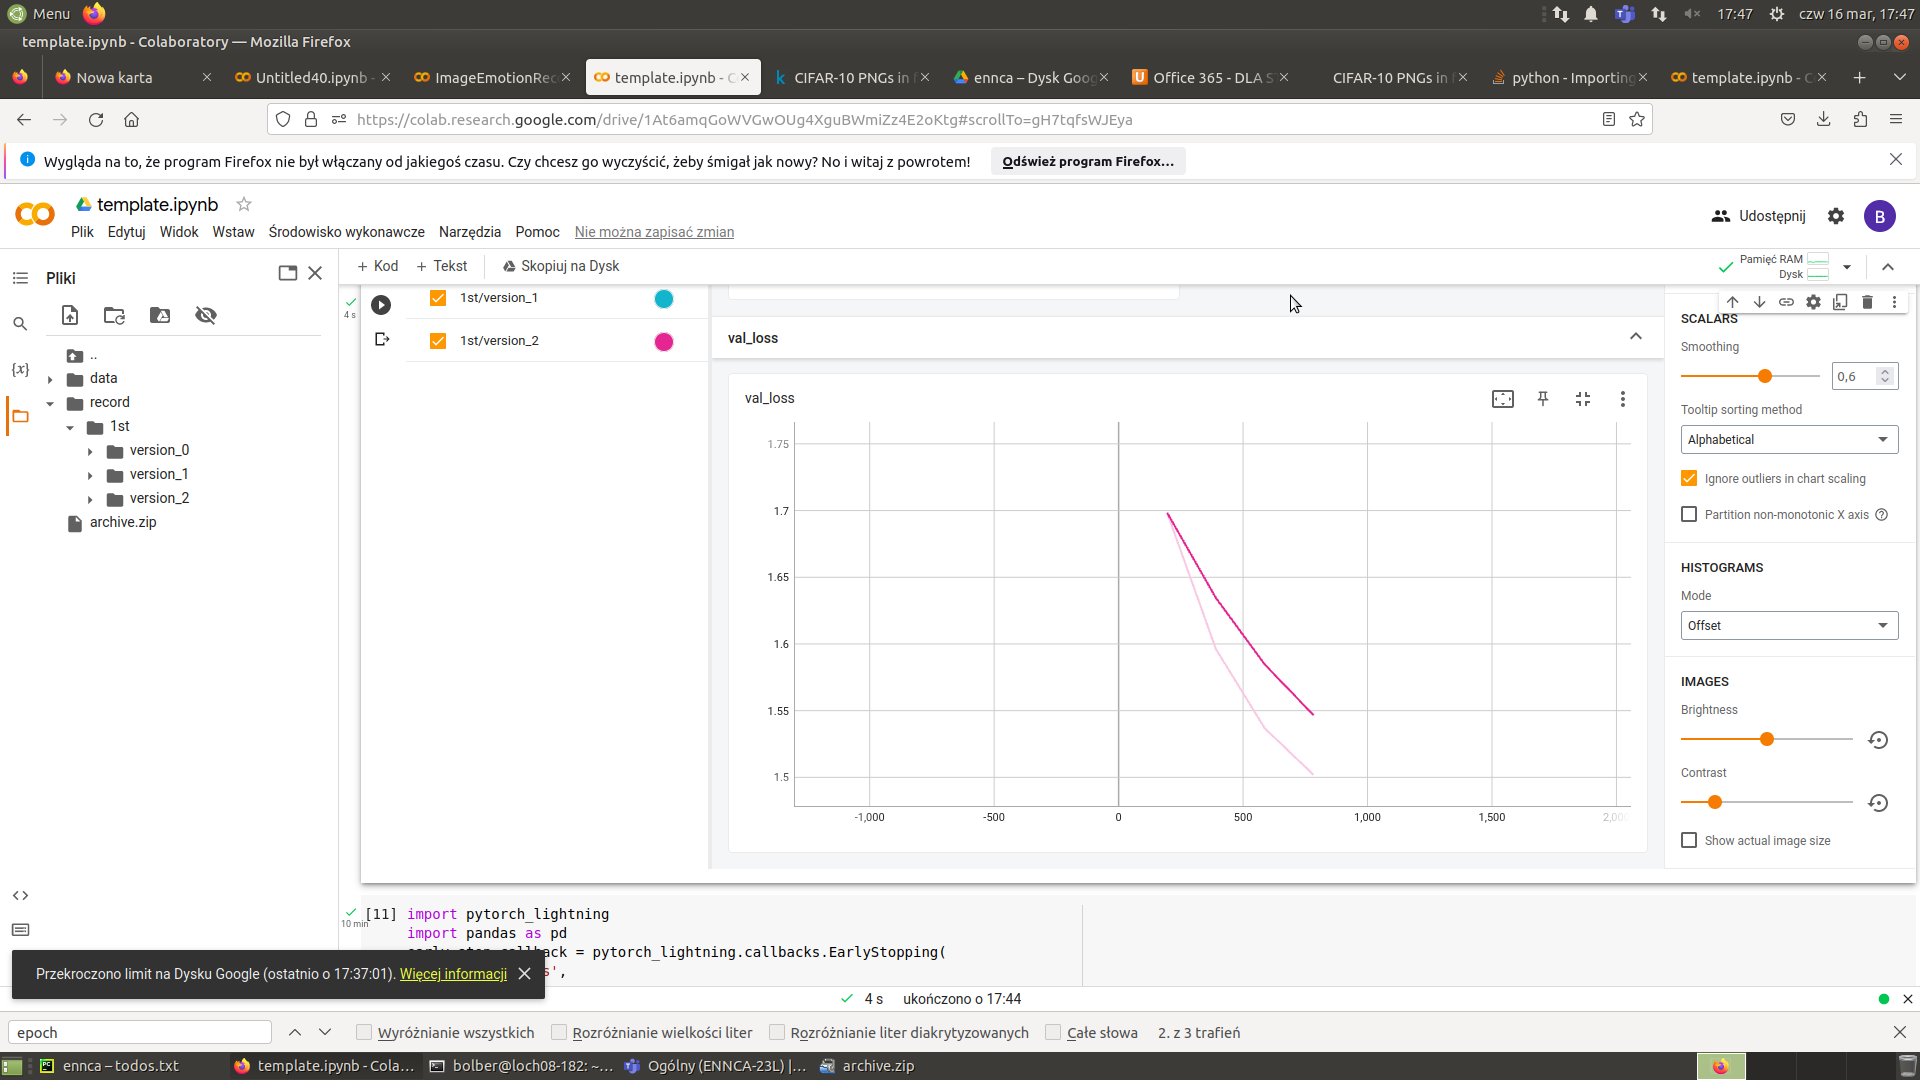 Menu
17:47
czw 16 mar, 17:47
template.ipynb - Colaboratory — Mozilla Firefox
Nowa karta
Untitled40.ipynb -
ImageEmotionRec
template.ipynb - C
CIFAR-10 PNGs in f
ennca – Dysk Goog
Office 365 - DLA S
CIFAR-10 PNGs in f
python - Importing
template.ipynb - C
https://colab.research.google.com/drive/1At6amqGoWVGwOUg4XguBWmiZz4E2oKtg#scrollTo=gH7tqfsWJEya
Wygląda na to, że program Firefox nie był włączany od jakiegoś czasu. Czy chcesz go wyczyścić, żeby śmigał jak nowy? No i witaj z powrotem!
Odśwież program Firefox…
template.ipynb
Plik Edytuj Widok Wstaw Środowisko wykonawcze Narzędzia Pomoc Nie można zapisać zmian
Udostępnij
B
Pliki
+ Kod + Tekst
Skopiuj na Dysk
Pamięć RAM
Dysk
{x}
..
data
record
1st
version_0
version_1
version_2
archive.zip
4 s
1st/version_1
1st/version_2
val_loss
val_loss
1.75
1.7
1.65
1.6
1.55
1.5
-1,000 -500 0 500 1,000 1,500 2,000
SCALARS
Smoothing
0,6
Tooltip sorting method
Alphabetical
Ignore outliers in chart scaling
Partition non-monotonic X axis
HISTOGRAMS
Mode
Offset
IMAGES
Brightness
Contrast
Show actual image size
10 min
[11] import pytorch_lightning
import pandas as pd
early_stop_callback = pytorch_lightning.callbacks.EarlyStopping(
s',
Przekroczono limit na Dysku Google (ostatnio o 17:37:01). Więcej informacji
4 s ukończono o 17:44
epoch
Wyróżnianie wszystkich
Rozróżnianie wielkości liter
Rozróżnianie liter diakrytyzowanych
Całe słowa
2. z 3 trafień
ennca – todos.txt
template.ipynb - Cola…
bolber@loch08-182: ~…
Ogólny (ENNCA-23L) |…
archive.zip